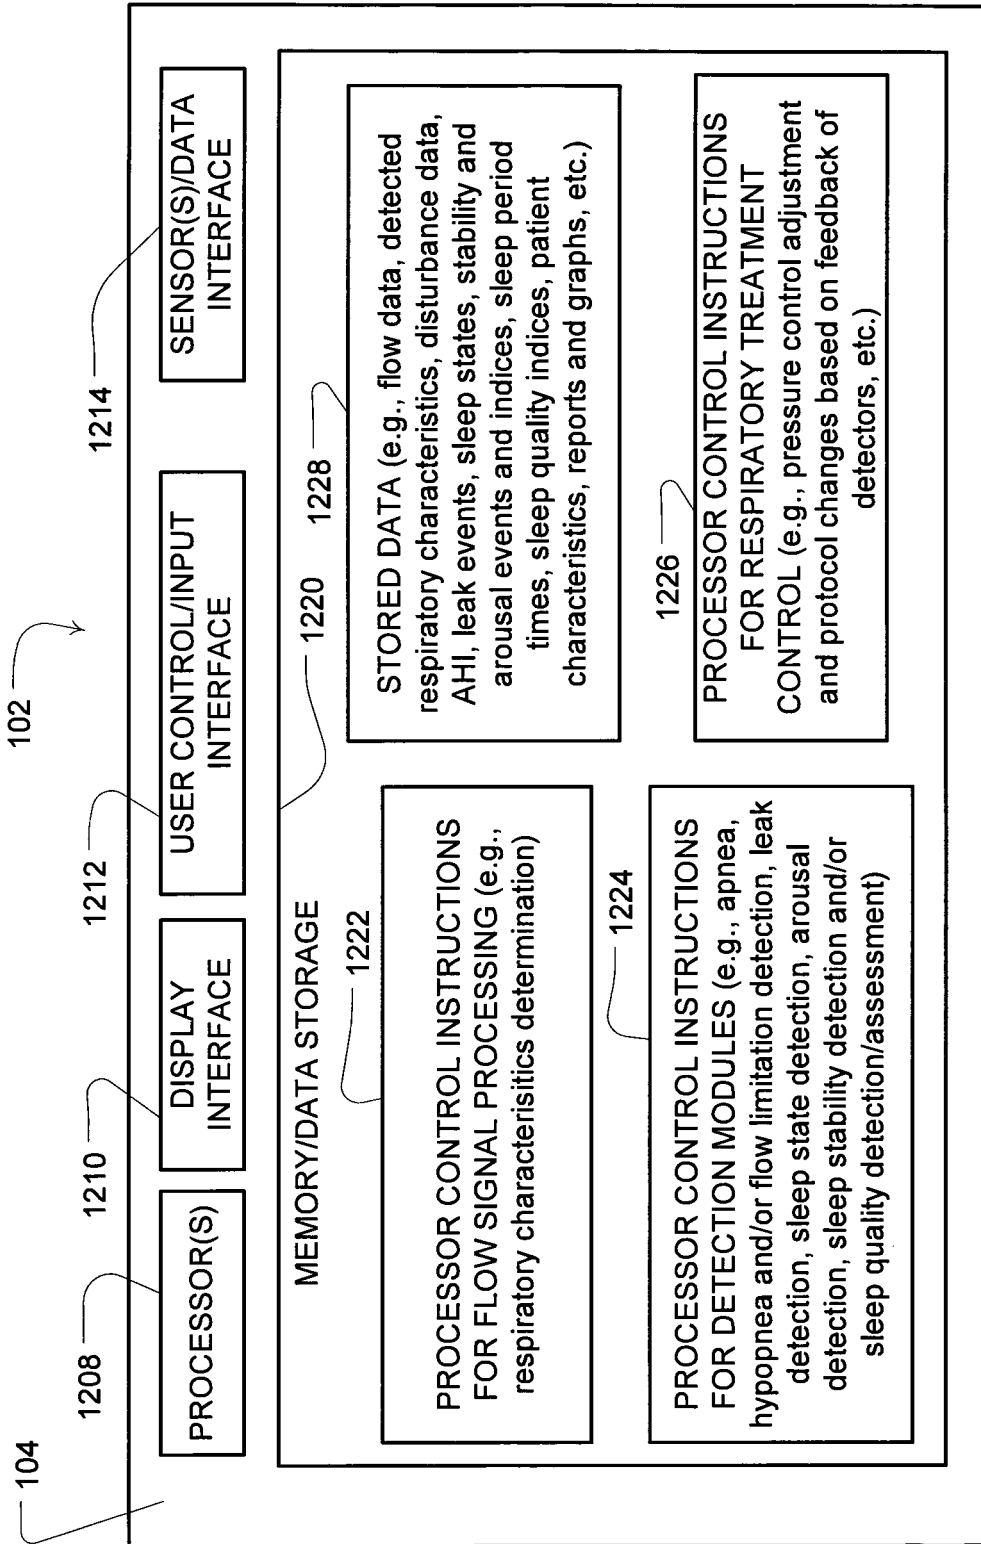 102
104
1208
1210
1212
1214
PROCESSOR(S)
DISPLAY
INTERFACE
USER CONTROL/INPUT
INTERFACE
SENSOR(S)/DATA
INTERFACE
1220
MEMORY/DATA STORAGE
1222
PROCESSOR CONTROL INSTRUCTIONS
FOR FLOW SIGNAL PROCESSING (e.g.,
respiratory characterisitics determination)
1228
STORED DATA (e.g., flow data, detected
respiratory characteristics, disturbance data,
AHI, leak events, sleep states, stability and
arousal events and indices, sleep period
times, sleep quality indices, patient
characteristics, reports and graphs, etc.)
1224
PROCESSOR CONTROL INSTRUCTIONS
FOR DETECTION MODULES (e.g., apnea,
hypopnea and/or flow limitation detection, leak
detection, sleep state detection, arousal
detection, sleep stability detection and/or
sleep quality detection/assessment)
1226
PROCESSOR CONTROL INSTRUCTIONS
FOR RESPIRATORY TREATMENT
CONTROL (e.g., pressure control adjustment
and protocol changes based on feedback of
detectors, etc.)